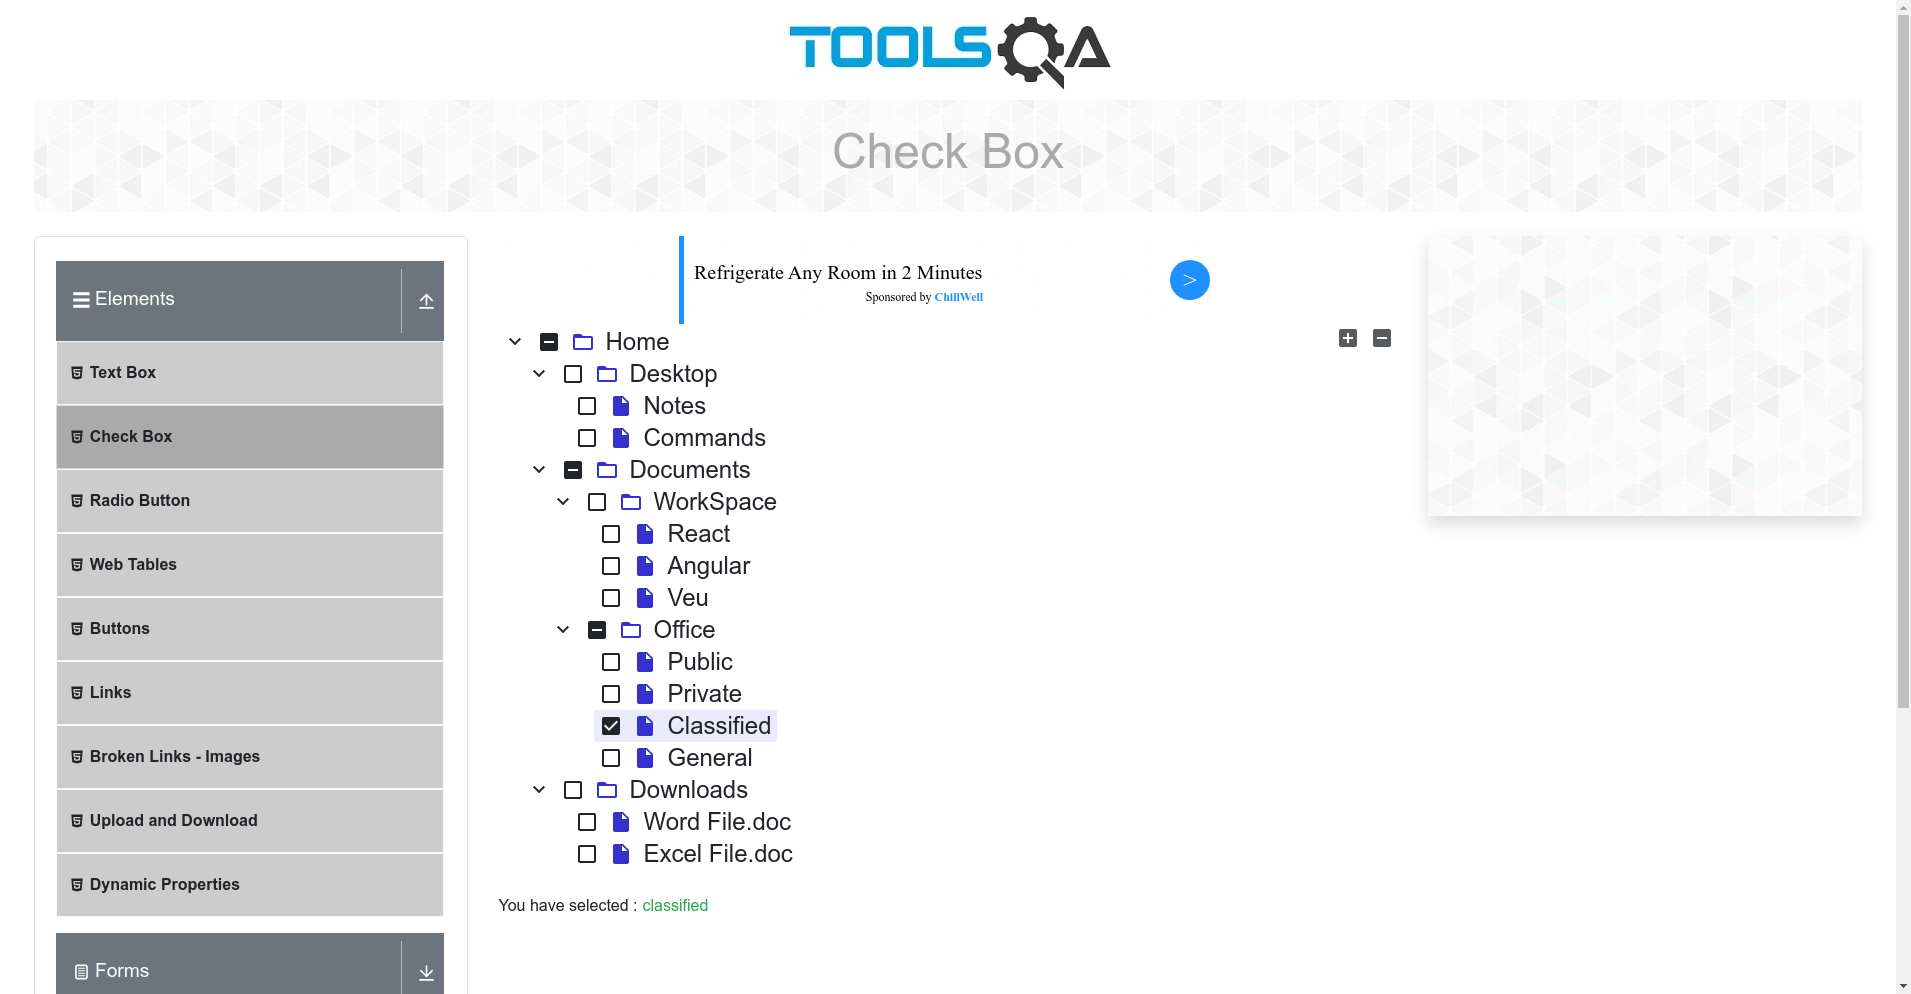 TOOLSQA
Check Box
Elements
Text Box
Check Box
Radio Button
Web Tables
Buttons
Links
Broken Links - Images
Upload and Download
Dynamic Properties
Forms
Refrigerate Any Room in 2 Minutes
Sponsored by ChillWell
>
Home
Desktop
Notes
Commands
Documents
WorkSpace
React
Angular
Veu
Office
Public
Private
Classified
General
Downloads
Word File.doc
Excel File.doc
You have selected : classified